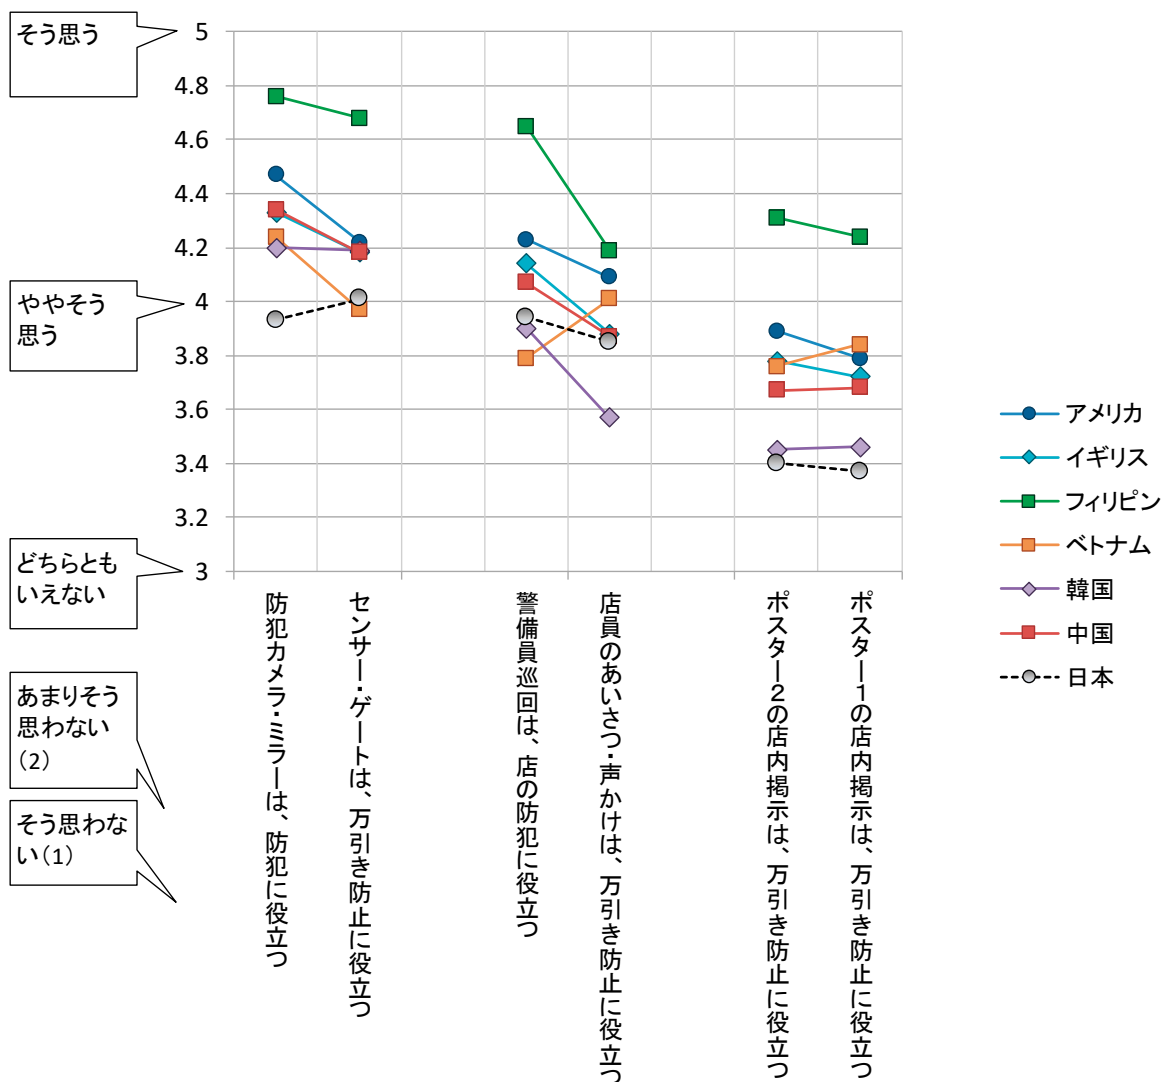 そう思う
ややそう
思う
どちらとも
いえない
あまりそう
思わない
(2)
そう思わな
い(1)
5
4.8
4.6
4.4
4.2
4
3.8
3.6
3.4
3.2
3
防犯カメラ・ミラーは、防犯に役立つ
センサー・ゲートは、万引き防止に役立つ
警備員巡回は、店の防犯に役立つ
店員のあいさつ・声かけは、万引き防止に役立つ
ポスター2の店内掲示は、万引き防止に役立つ
ポスター1の店内掲示は、万引き防止に役立つ
アメリカ
イギリス
フィリピン
ベトナム
韓国
中国
日本